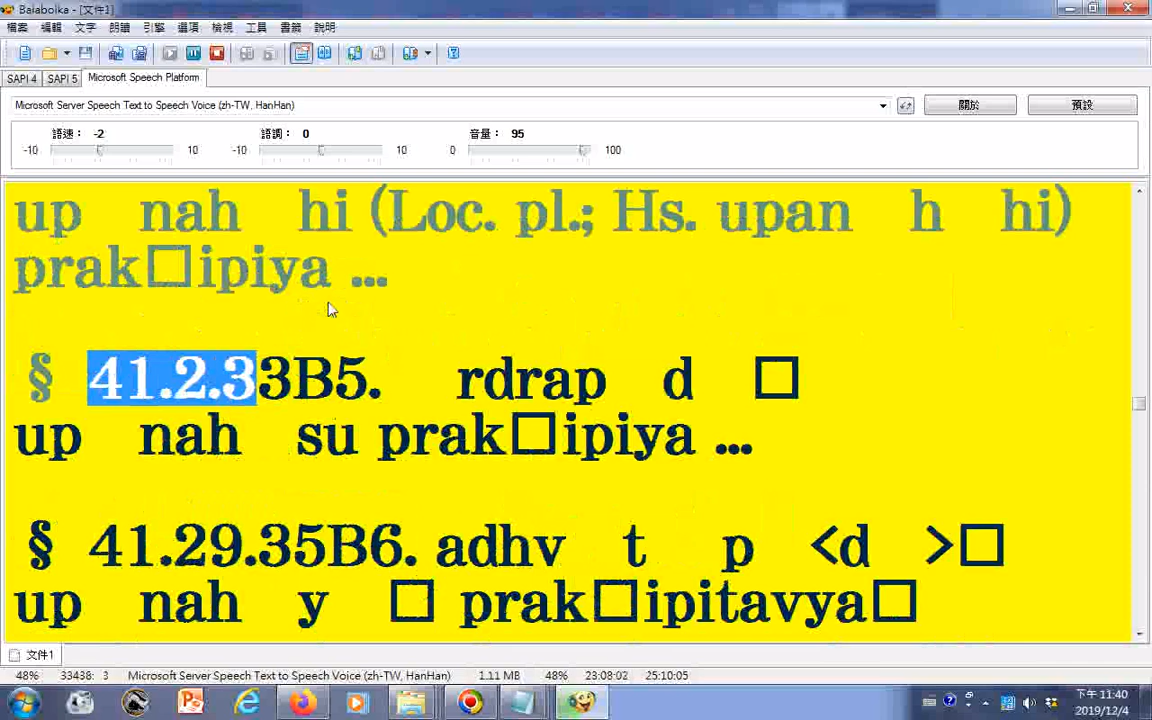 Balabolka - [文件1]
檔案 編輯 文字 朗讀 引擎 選項 檢視 工具 書籤 說明
SAPI 4 SAPI 5 Microsoft Speech Platform
Microsoft Server Speech Text to Speech Voice (zh-TW, HanHan) 關於 預設
語速： -2 語調： 0 音量： 95
-10 10 -10 10 0 100
up nah hi (Loc. pl.; Hs. upan h hi)
prak□ipiya ...
§ 41.2.33B5. rdrap d □
up nah su prak□ipiya ...
§ 41.29.35B6. adhv t p <d >□
up nah y □ prak□ipitavya□
文件1
48% 33438: 3 Microsoft Server Speech Text to Speech Voice (zh-TW, HanHan) 1.11 MB 48% 23:08:02 25:10:05
下午 11:40
2019/12/4